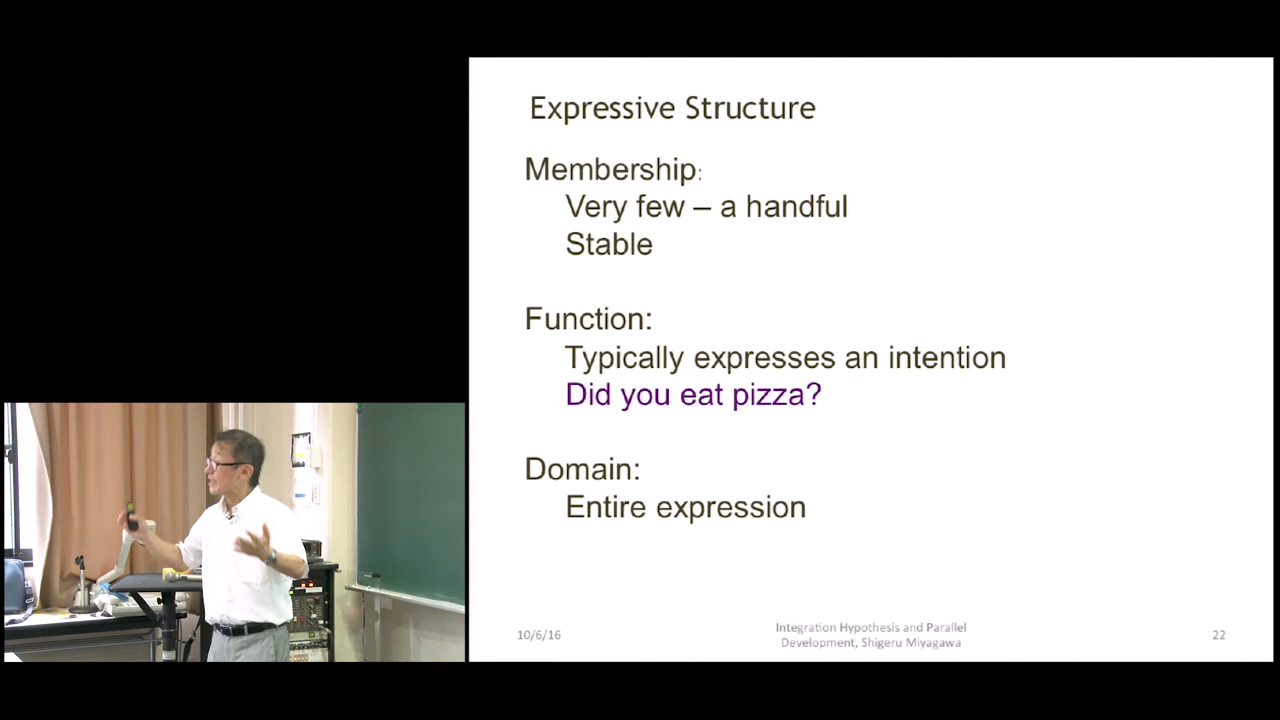 Expressive Structure
Membership:
Very few – a handful
Stable
Function:
Typically expresses an intention
Did you eat pizza?
Domain:
Entire expression
10/6/16
Integration Hypothesis and Parallel
Development, Shigeru Miyagawa
22